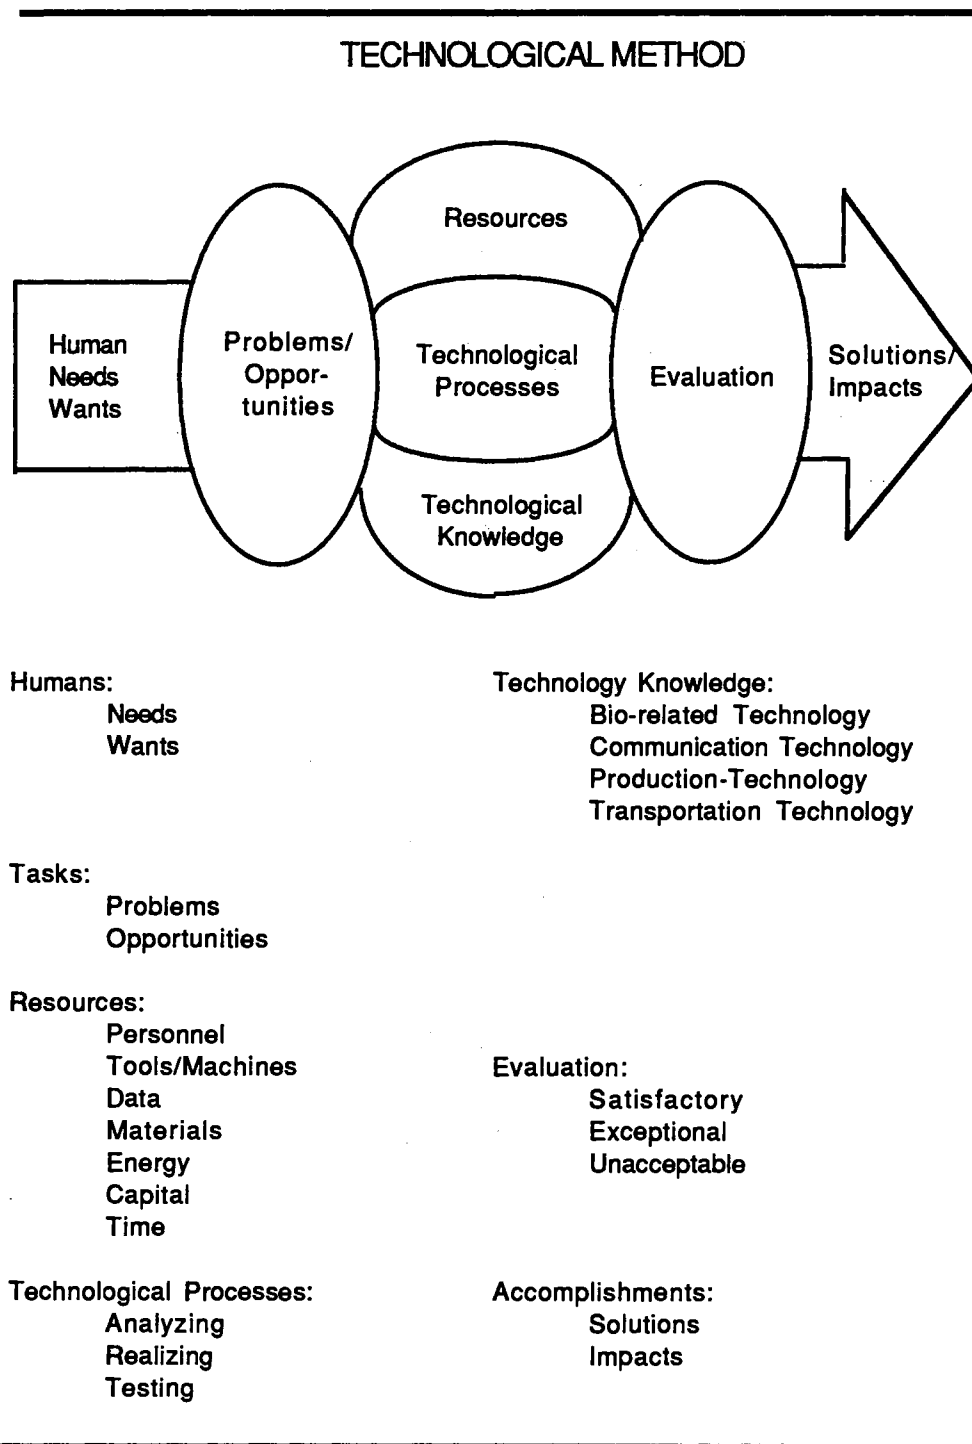 TECHNOLOGICAL METHOD
Resources
Human
Needs
Wants
Problems/
Oppor-
tunities
Technological
Processes
Evaluation
Solutions/
Impacts
Technological
Knowledge
Humans:
Needs
Wants
Technology Knowledge:
Bio-related Technology
Communication Technology
Production-Technology
Transportation Technology
Tasks:
Problems
Opportunities
Resources:
Personnel
Tools/Machines
Data
Materials
Energy
Capital
Time
Evaluation:
Satisfactory
Exceptional
Unacceptable
Technological Processes:
Analyzing
Realizing
Testing
Accomplishments:
Solutions
Impacts